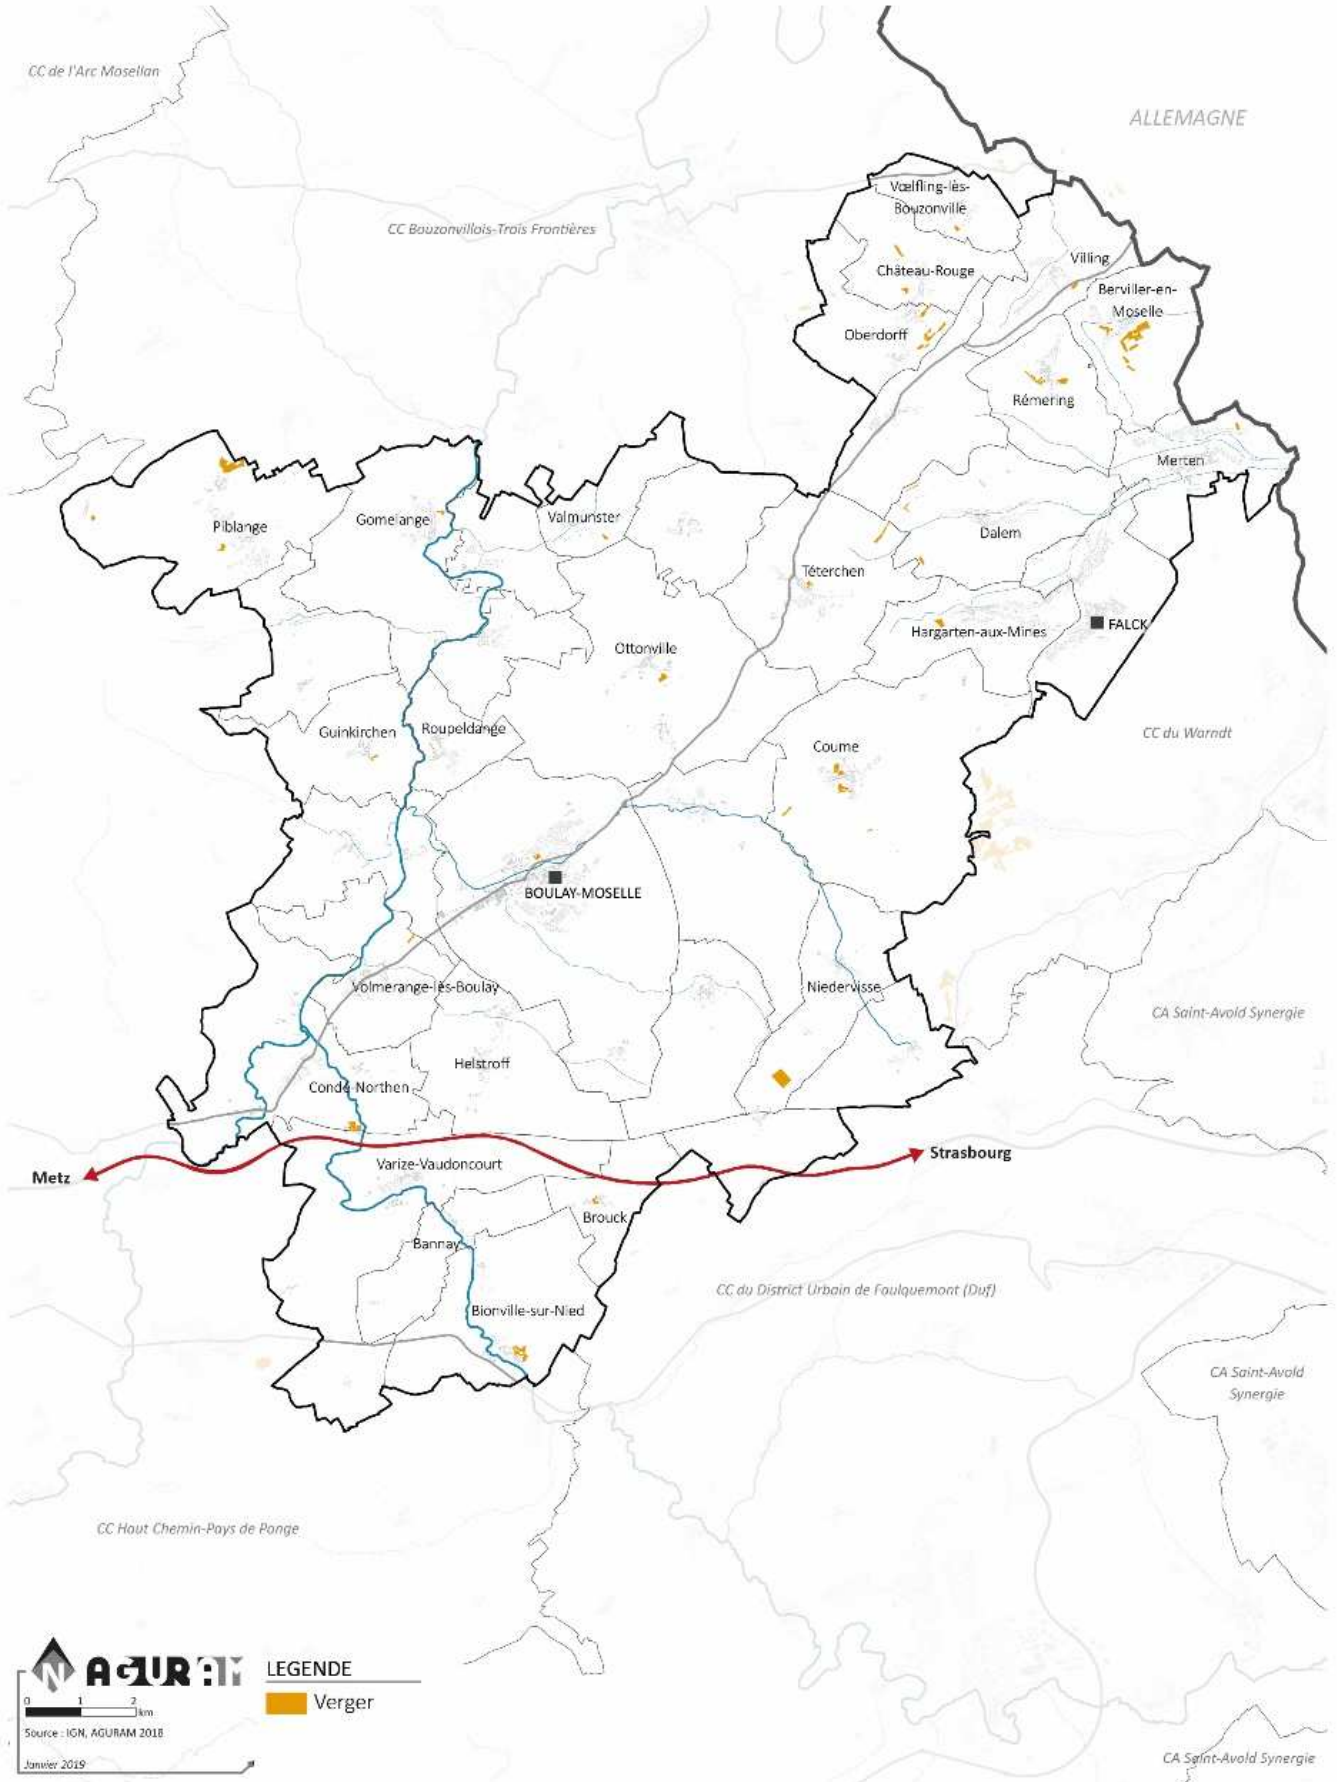 CC de l'Arc Mosellan
ALLEMAGNE
Vœlfling-lès-
Bouzonville
CC Bouzonvillois-Trois Frontières
Villing
Château-Rouge
Berville-en-
Moselle
Oberdorff
Rémering
Merten
Piblange
Gomelange
Valmunster
Dalem
Téterchen
Hargarten-aux-Mines
FALCK
Ottonville
Guinkirchen
Roupeldange
CC du Warndt
Coume
BOULAY-MOSELLE
Volmerange-lès-Boulay
Niedervisse
CA Saint-Avold Synergie
Helstroff
Condé-Northen
Metz
Strasbourg
Varize-Vaudoncourt
Brouck
Bannay
CC du District Urbain de Faulquemont (Duf)
Bionville-sur-Nied
CA Saint-Avold
Synergie
CC Haut Chemin-Pays de Pange
N AGURAM
LEGENDE
Verger
0 1 2
km
Source : IGN, AGURAM 2018
Janvier 2019
CA Saint-Avold Synergie